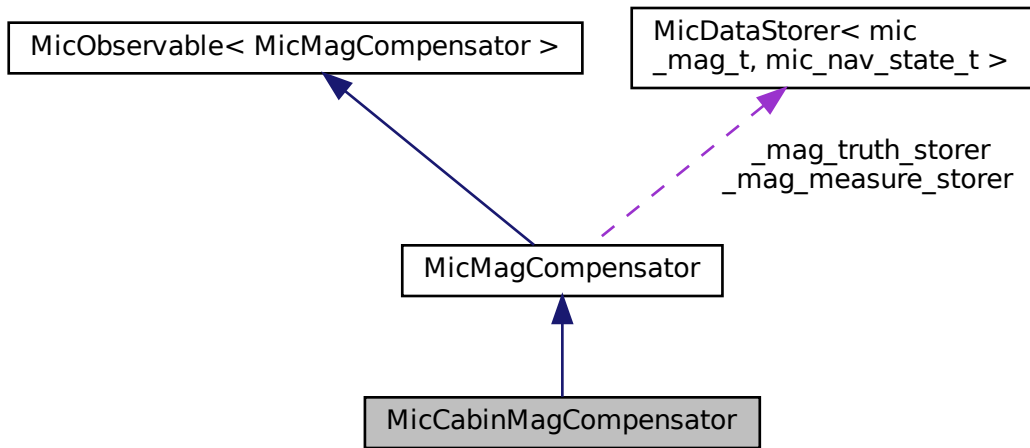 MicObservable< MicMagCompensator >
MicDataStorer< mic
_mag_t, mic_nav_state_t >
_mag_truth_storer
_mag_measure_storer
MicMagCompensator
MicCabinMagCompensator